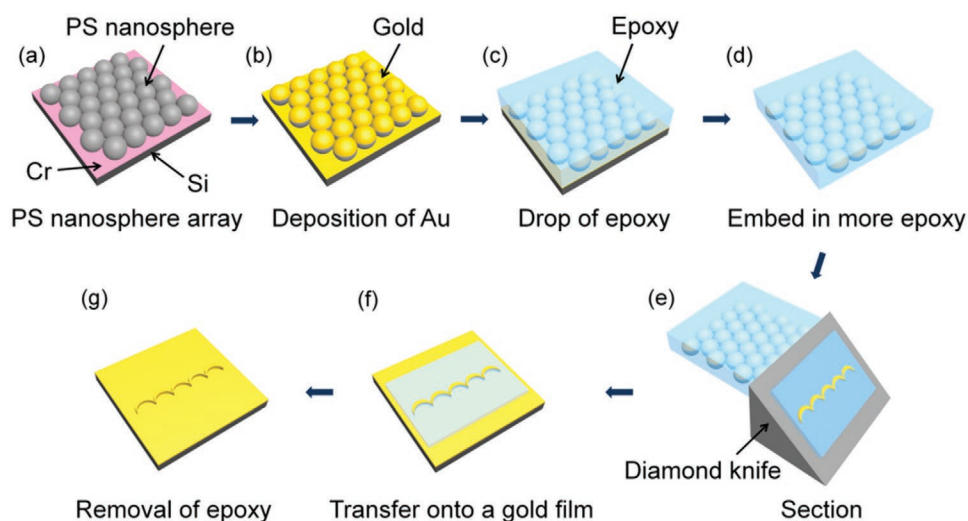 (a)
PS nanosphere
Cr
Si
PS nanosphere array
(b)
Gold
Deposition of Au
(c)
Epoxy
Drop of epoxy
(d)
Embed in more epoxy
(e)
Diamond knife
Section
(f)
Transfer onto a gold film
(g)
Removal of epoxy